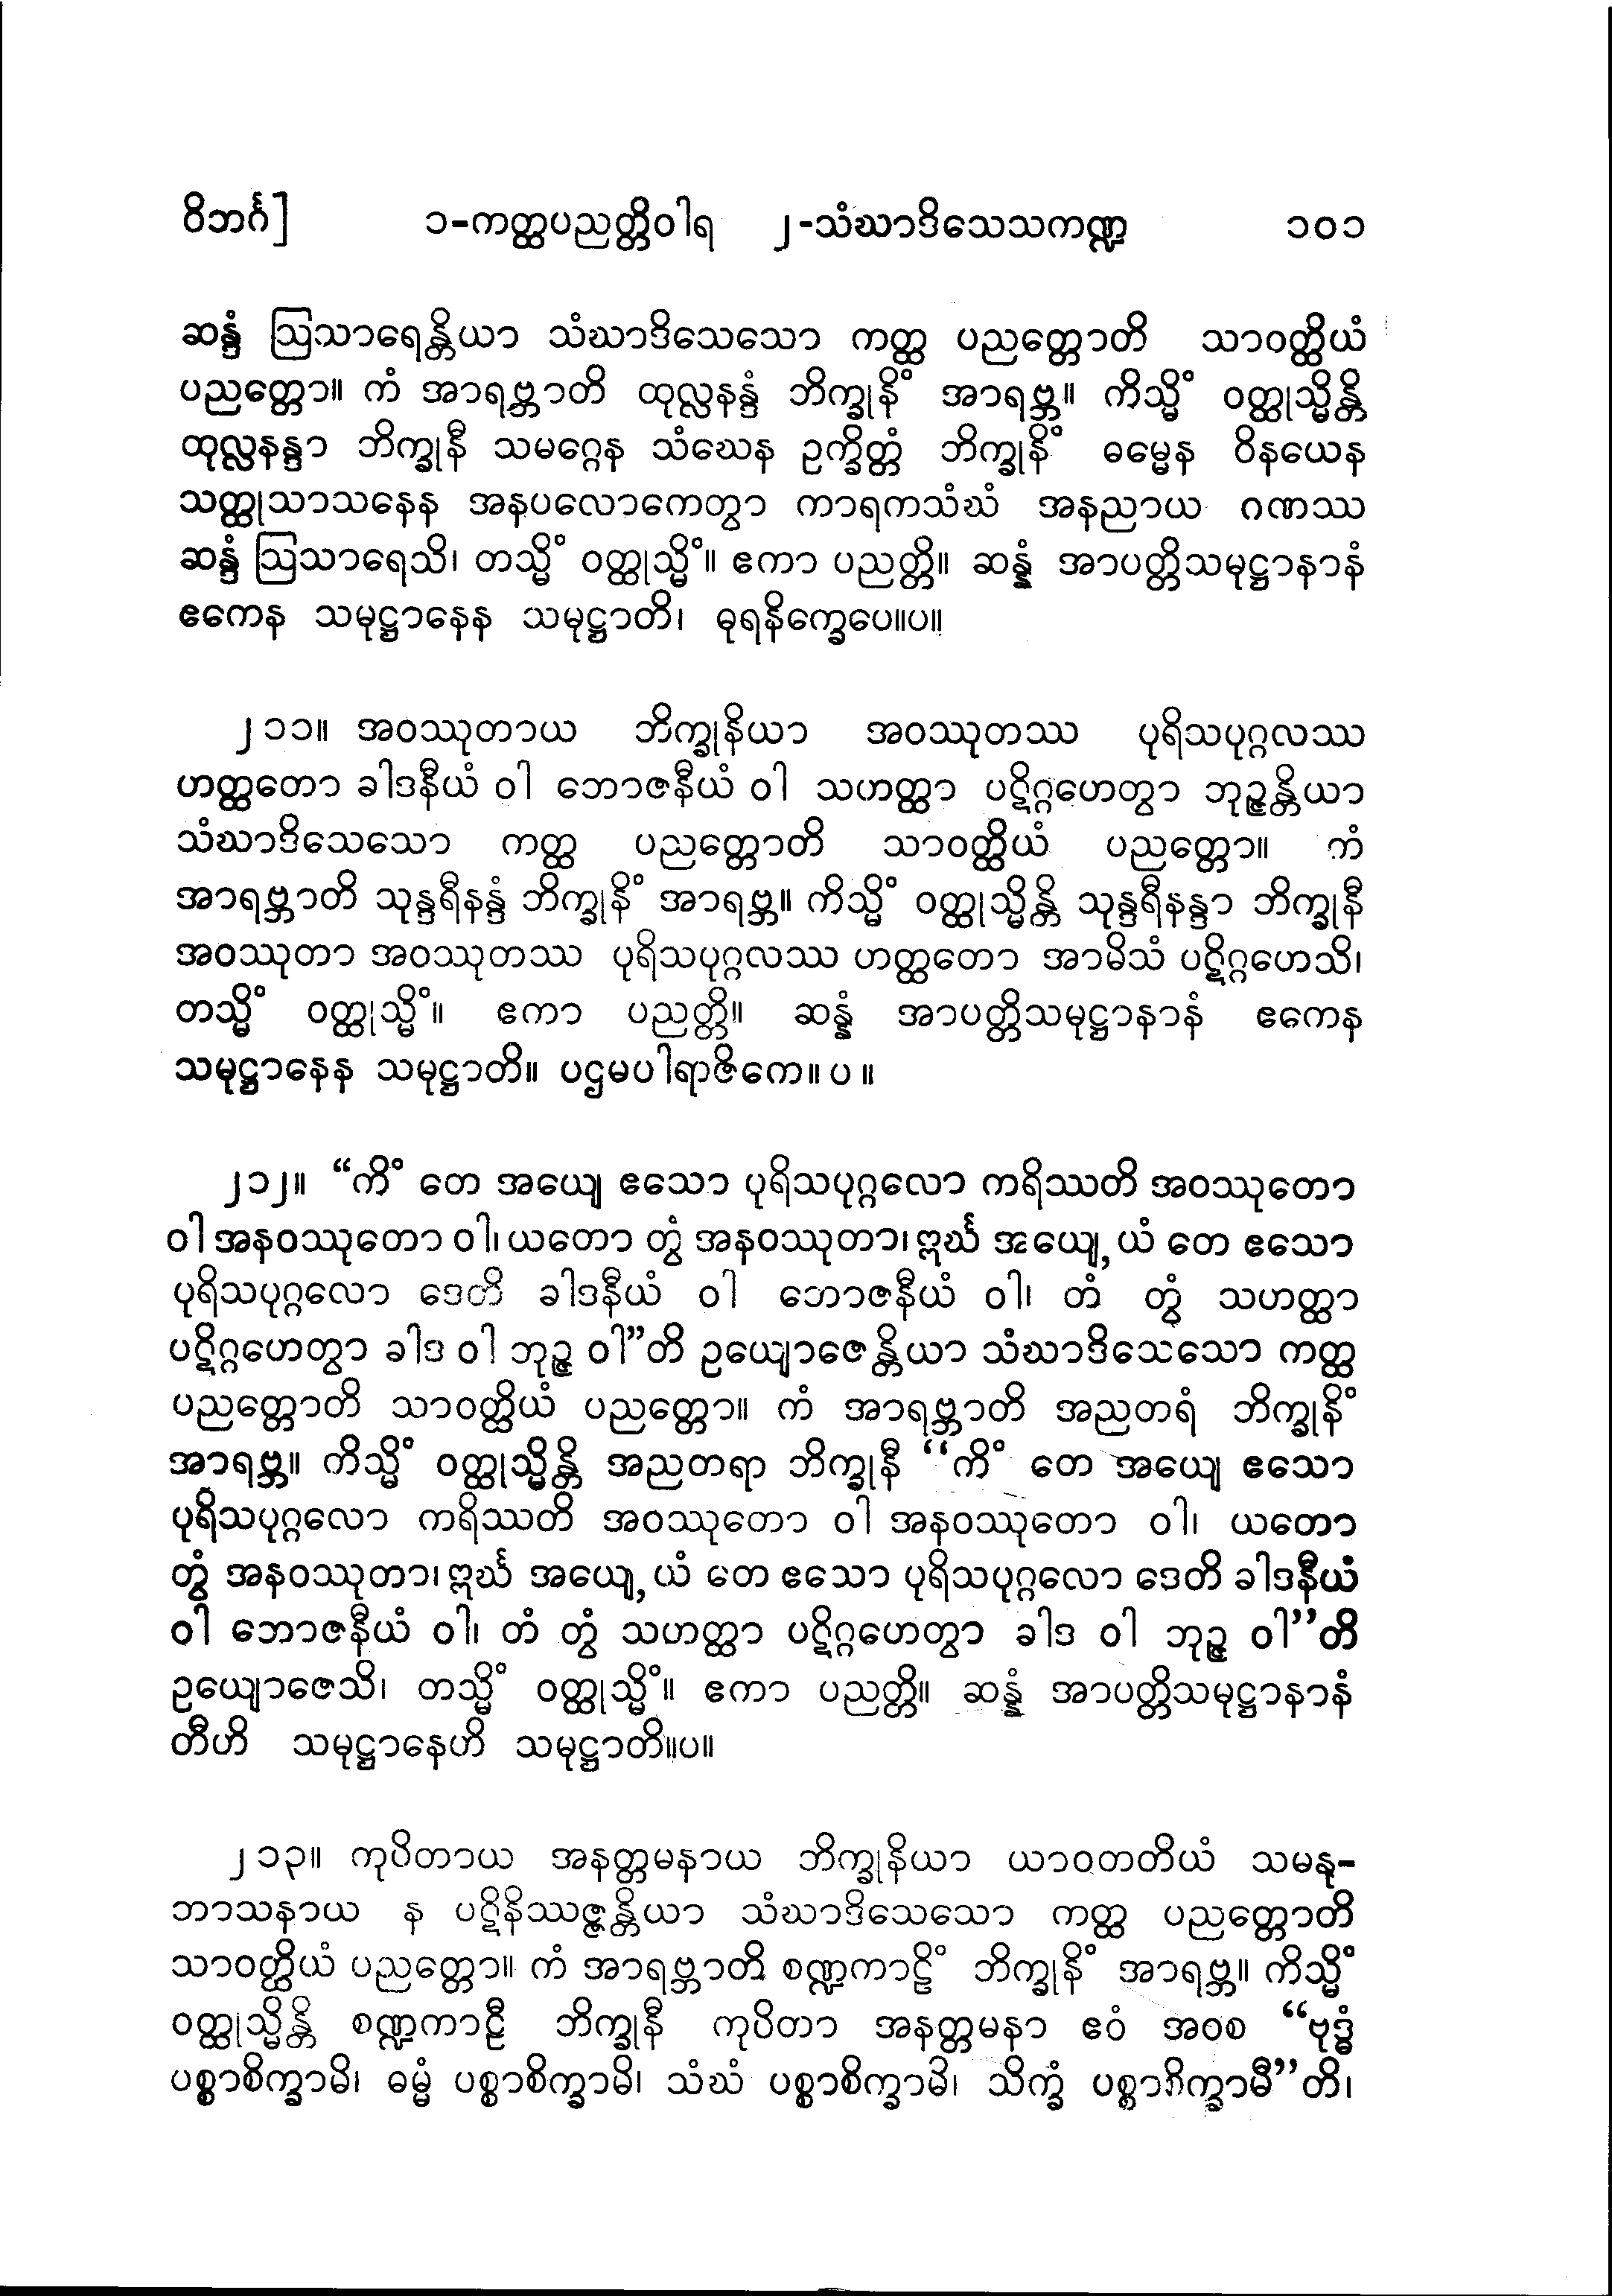 ဝိဘင်္ဂ] ၁-ကတ္ထပညတ္တိဝါရ ၂-သံဃာဒိသေသကဏ္ဍ ၁၀၁
ဆန္ဒံ ဩသာရေန္တိယာ သံဃာဒိသေသော ကတ္ထ ပညတ္တောတိ သာဝတ္ထိယံ
ပညတ္တော။ ကံ အာရဗ္ဘာတိ ထုလ္လနန္ဒံ ဘိက္ခုနိံ အာရဗ္ဘ။ ကိသ္မိံ ဝတ္ထုသ္မိန္တိ
ထုလ္လနန္ဒာ ဘိက္ခုနီ သမဂ္ဂေန သံဃေန ဥက္ခိတ္တံ ဘိက္ခုနိံ ဓမ္မေန ဝိနယေန
သတ္ထုသာသနေန အနပလောကေတွာ ကာရကသံဃံ အနညာယ ဂဏဿ
ဆန္ဒံ ဩသာရေသိ၊ တသ္မိံ ဝတ္ထုသ္မိံ။ ဧကာ ပညတ္တိ။ ဆန္နံ အာပတ္တိသမုဋ္ဌာနာနံ
ဧကေန သမုဋ္ဌာနေန သမုဋ္ဌာတိ၊ ဓုရနိက္ခေပေ။ပ။
၂၁၁။ အဝဿုတာယ ဘိက္ခုနိယာ အဝဿုတဿ ပုရိသပုဂ္ဂလဿ
ဟတ္ထတော ခါဒနီယံ ဝါ ဘောဇနီယံ ဝါ သဟတ္ထာ ပဋိဂ္ဂဟေတွာ ဘုဉ္ဇန္တိယာ
သံဃာဒိသေသော ကတ္ထ ပညတ္တောတိ သာဝတ္ထိယံ ပညတ္တော။ ကံ
အာရဗ္ဘာတိ သုန္ဒရီနန္ဒံ ဘိက္ခုနိံ အာရဗ္ဘ။ ကိသ္မိံ ဝတ္ထုသ္မိန္တိ သုန္ဒရီနန္ဒာ ဘိက္ခုနီ
အဝဿုတာ အဝဿုတဿ ပုရိသပုဂ္ဂလဿ ဟတ္ထတော အာမိသံ ပဋိဂ္ဂဟေသိ၊
တသ္မိံ ဝတ္ထုသ္မိံ။ ဧကာ ပညတ္တိ။ ဆန္နံ အာပတ္တိသမုဋ္ဌာနာနံ ဧကေန
သမုဋ္ဌာနေန သမုဋ္ဌာတိ။ ပဌမပါရာဇိကေ။ ပ ။
၂၁၂။ “ကိံ တေ အယျေ ဧသော ပုရိသပုဂ္ဂလော ကရိဿတိ အဝဿုတော
ဝါ အနဝဿုတော ဝါ၊ ယတော တွံ အနဝဿုတာ၊ ဣင်္ဃ အယျေ, ယံ တေ ဧသော
ပုရိသပုဂ္ဂလော ဒေတိ ခါဒနီယံ ဝါ ဘောဇနီယံ ဝါ၊ တံ တွံ သဟတ္ထာ
ပဋိဂ္ဂဟေတွာ ခါဒ ဝါ ဘုဉ္ဇ ဝါ”တိ ဥယျောဇေန္တိယာ သံဃာဒိသေသော ကတ္ထ
ပညတ္တောတိ သာဝတ္ထိယံ ပညတ္တော။ ကံ အာရဗ္ဘာတိ အညတရံ ဘိက္ခုနိံ
အာရဗ္ဘ။ ကိသ္မိံ ဝတ္ထုသ္မိန္တိ အညတရာ ဘိက္ခုနီ “ကိံ တေ အယျေ ဧသော
ပုရိသပုဂ္ဂလော ကရိဿတိ အဝဿုတော ဝါ အနဝဿုတော ဝါ၊ ယတော
တွံ အနဝဿုတာ၊ ဣင်္ဃ အယျေ, ယံ တေ ဧသော ပုရိသပုဂ္ဂလော ဒေတိ ခါဒနီယံ
ဝါ ဘောဇနီယံ ဝါ၊ တံ တွံ သဟတ္ထာ ပဋိဂ္ဂဟေတွာ ခါဒ ဝါ ဘုဉ္ဇ ဝါ”တိ
ဥယျောဇေသိ၊ တသ္မိံ ဝတ္ထုသ္မိံ။ ဧကာ ပညတ္တိ။ ဆန္နံ အာပတ္တိသမုဋ္ဌာနာနံ
တီဟိ သမုဋ္ဌာနေဟိ သမုဋ္ဌာတိ။ပ။
၂၁၃။ ကုပိတာယ အနတ္တမနာယ ဘိက္ခုနိယာ ယာဝတတိယံ သမနု-
ဘာသနာယ န ပဋိနိဿဇ္ဇန္တိယာ သံဃာဒိသေသော ကတ္ထ ပညတ္တောတိ
သာဝတ္ထိယံ ပညတ္တော။ ကံ အာရဗ္ဘာတိ စဏ္ဍကာဠိံ ဘိက္ခုနိံ အာရဗ္ဘ။ ကိသ္မိံ
ဝတ္ထုသ္မိန္တိ စဏ္ဍကာဠီ ဘိက္ခုနီ ကုပိတာ အနတ္တမနာ ဧဝံ အဝစ “ဗုဒ္ဓံ
ပစ္စာစိက္ခာမိ၊ ဓမ္မံ ပစ္စာစိက္ခာမိ၊ သံဃံ ပစ္စာစိက္ခာမိ၊ သိက္ခံ ပစ္စာစိက္ခာမီ”တိ၊